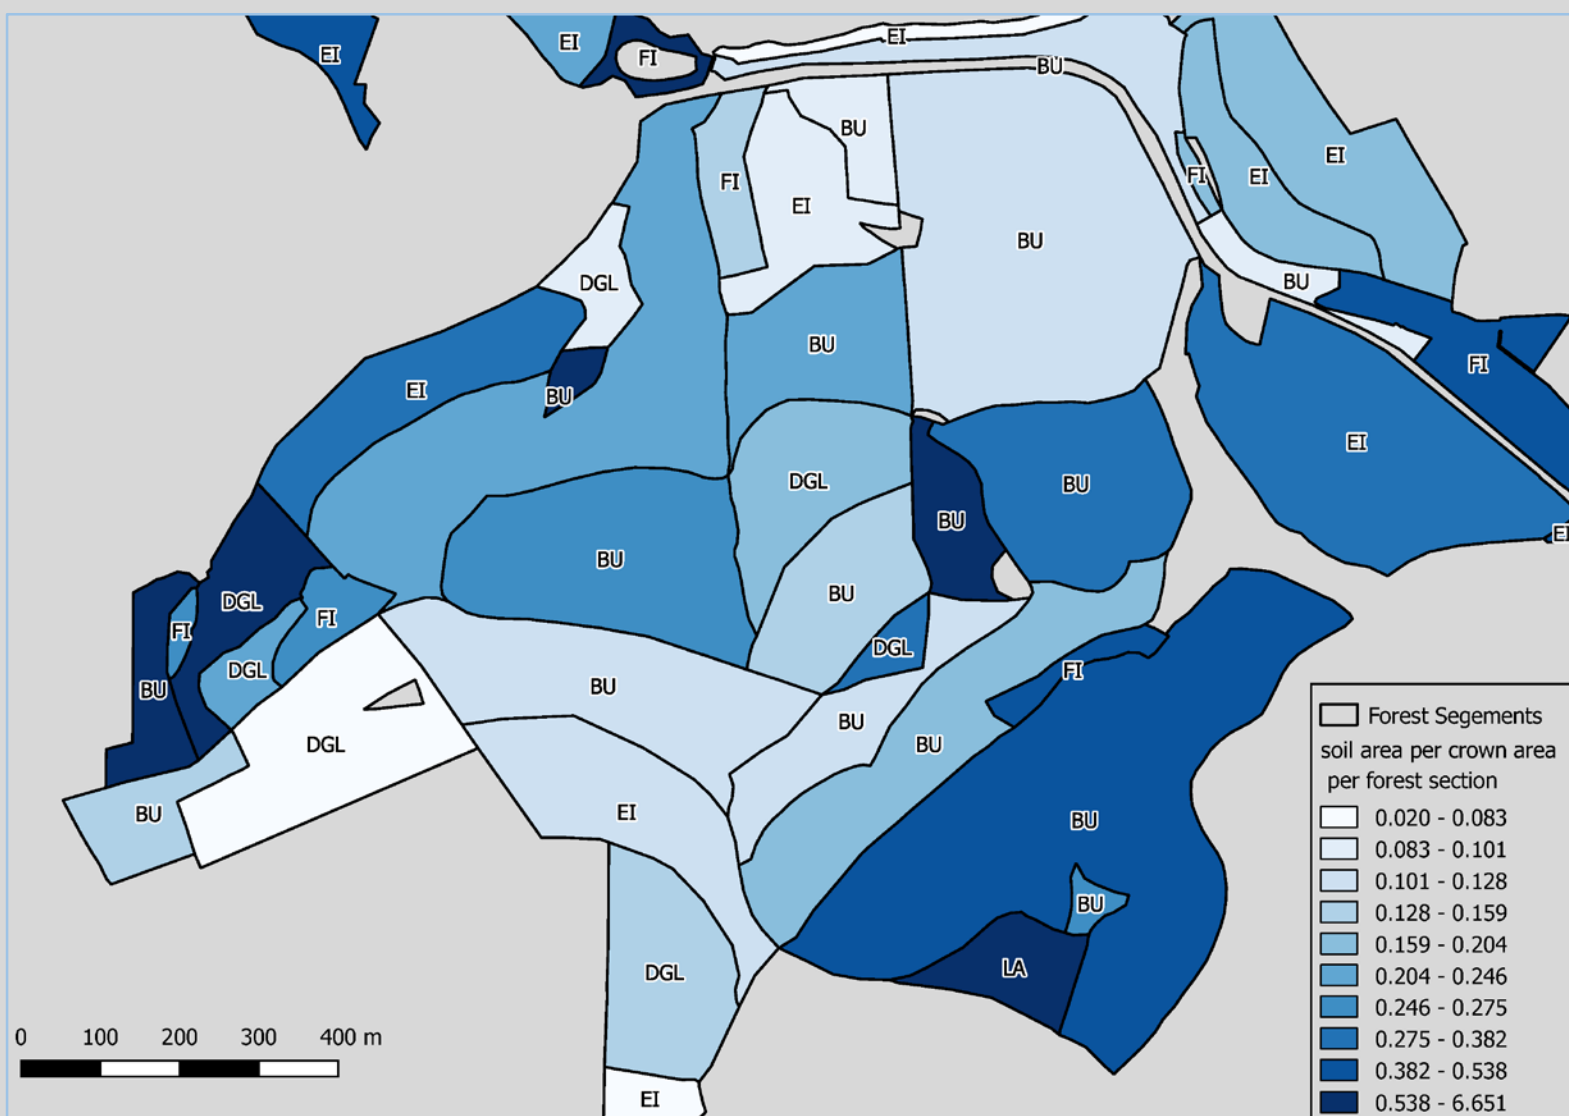 EI
EI
FI
EI
BU
BU
EI
EI
FI
EI
FI
EI
BU
DGL
BU
BU
FI
EI
BU
EI
DGL
BU
BU
BU
EI
BU
DGL
BU
FI
FI
DGL
DGL
FI
BU
BU
BU
BU
DGL
BU
EI
BU
BU
DGL
LA
EI
Forest Segements
soil area per crown area
per forest section
0.020 - 0.083
0.083 - 0.101
0.101 - 0.128
0.128 - 0.159
0.159 - 0.204
0.204 - 0.246
0.246 - 0.275
0.275 - 0.382
0.382 - 0.538
0.538 - 6.651
0 100 200 300 400 m